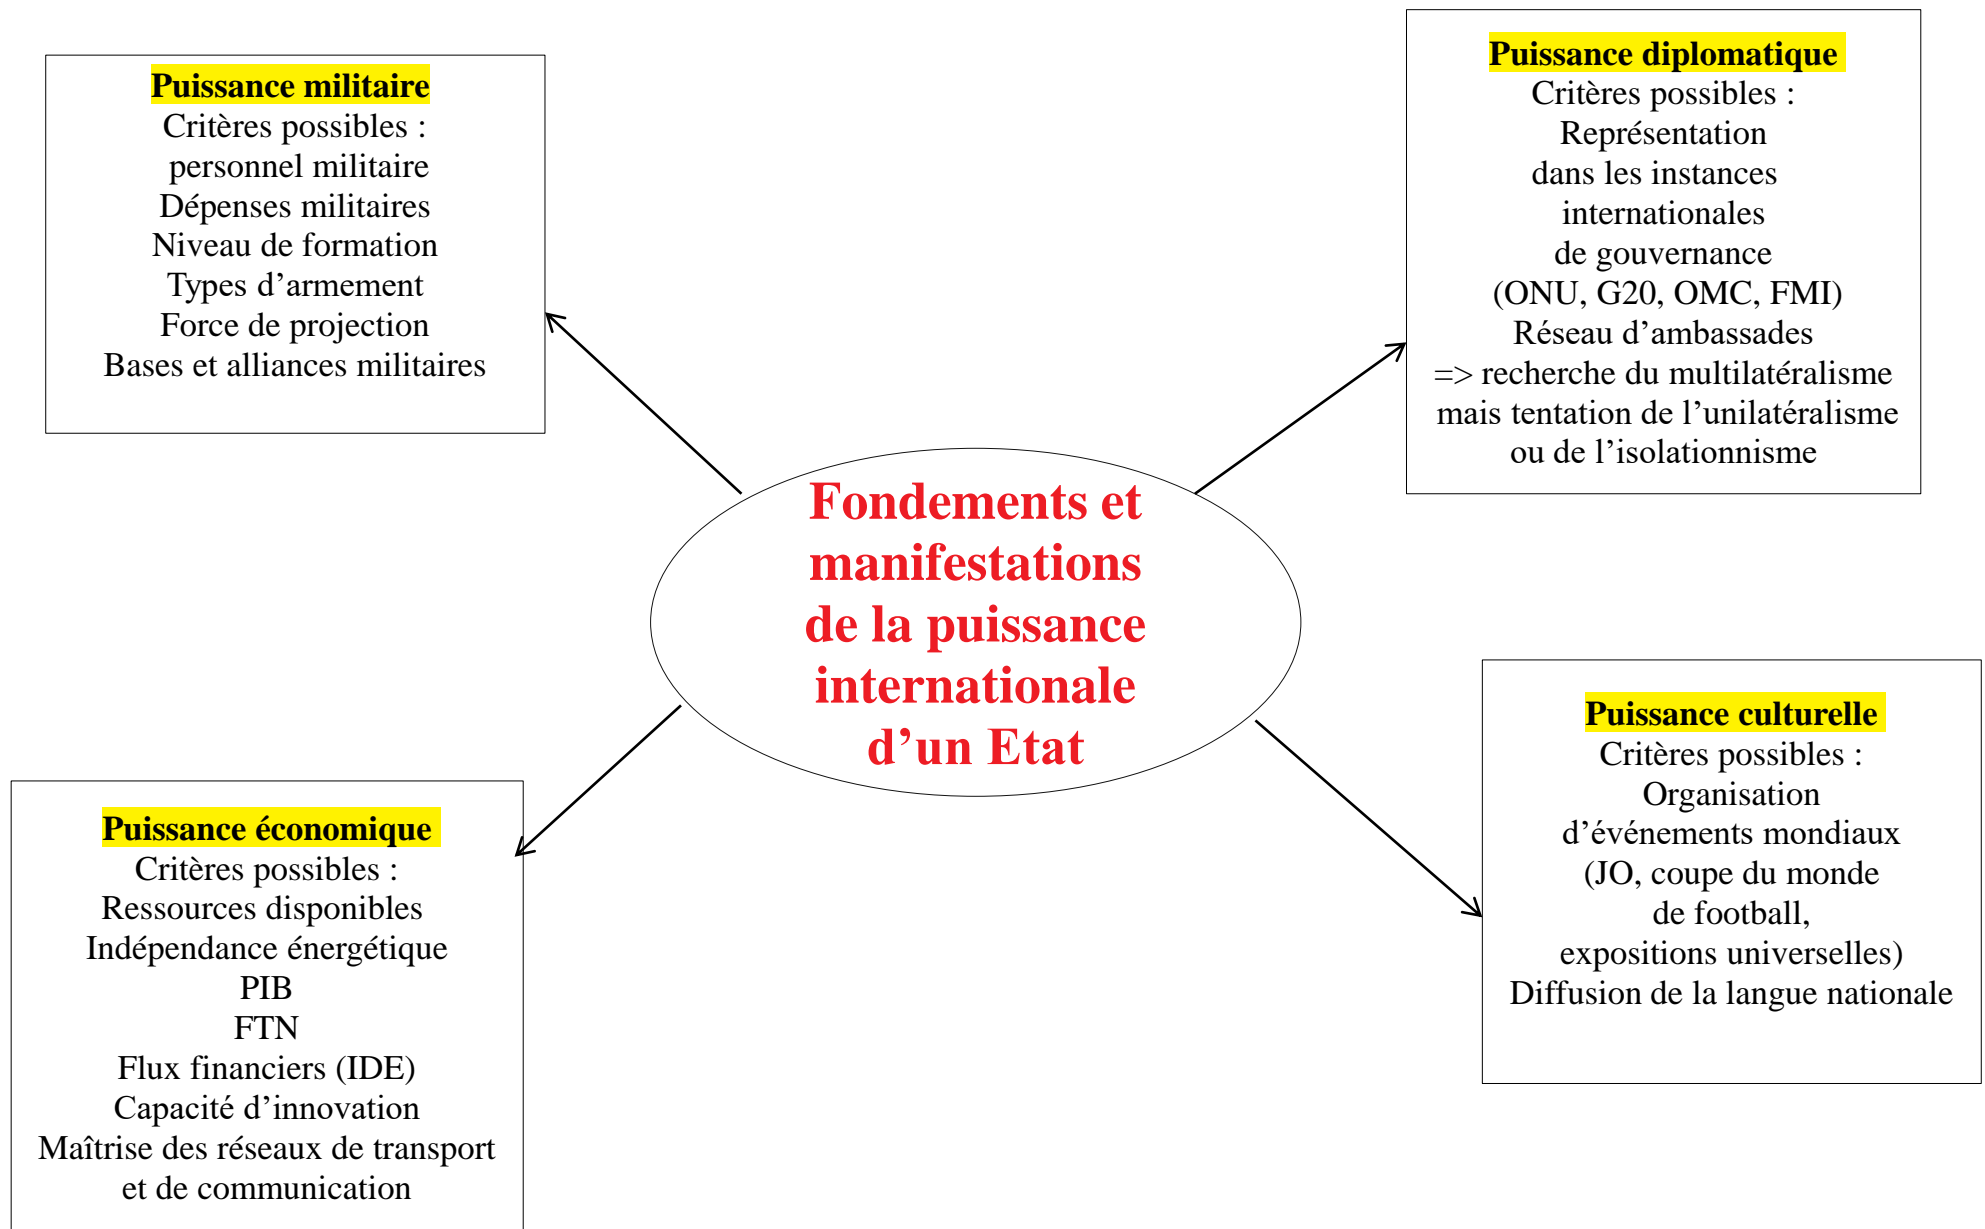 Puissance militaire
Critères possibles :
personnel militaire
Dépenses militaires
Niveau de formation
Types d’armement
Force de projection
Bases et alliances militaires
Puissance diplomatique
Critères possibles :
Représentation
dans les instances
internationales
de gouvernance
(ONU, G20, OMC, FMI)
Réseau d’ambassades
=> recherche du multilatéralisme
mais tentation de l’unilatéralisme
ou de l’isolationnisme
Fondements et
manifestations
de la puissance
internationale
d’un Etat
Puissance économique
Critères possibles :
Ressources disponibles
Indépendance énergétique
PIB
FTN
Flux financiers (IDE)
Capacité d’innovation
Maîtrise des réseaux de transport
et de communication
Puissance culturelle
Critères possibles :
Organisation
d’événements mondiaux
(JO, coupe du monde
de football,
expositions universelles)
Diffusion de la langue nationale